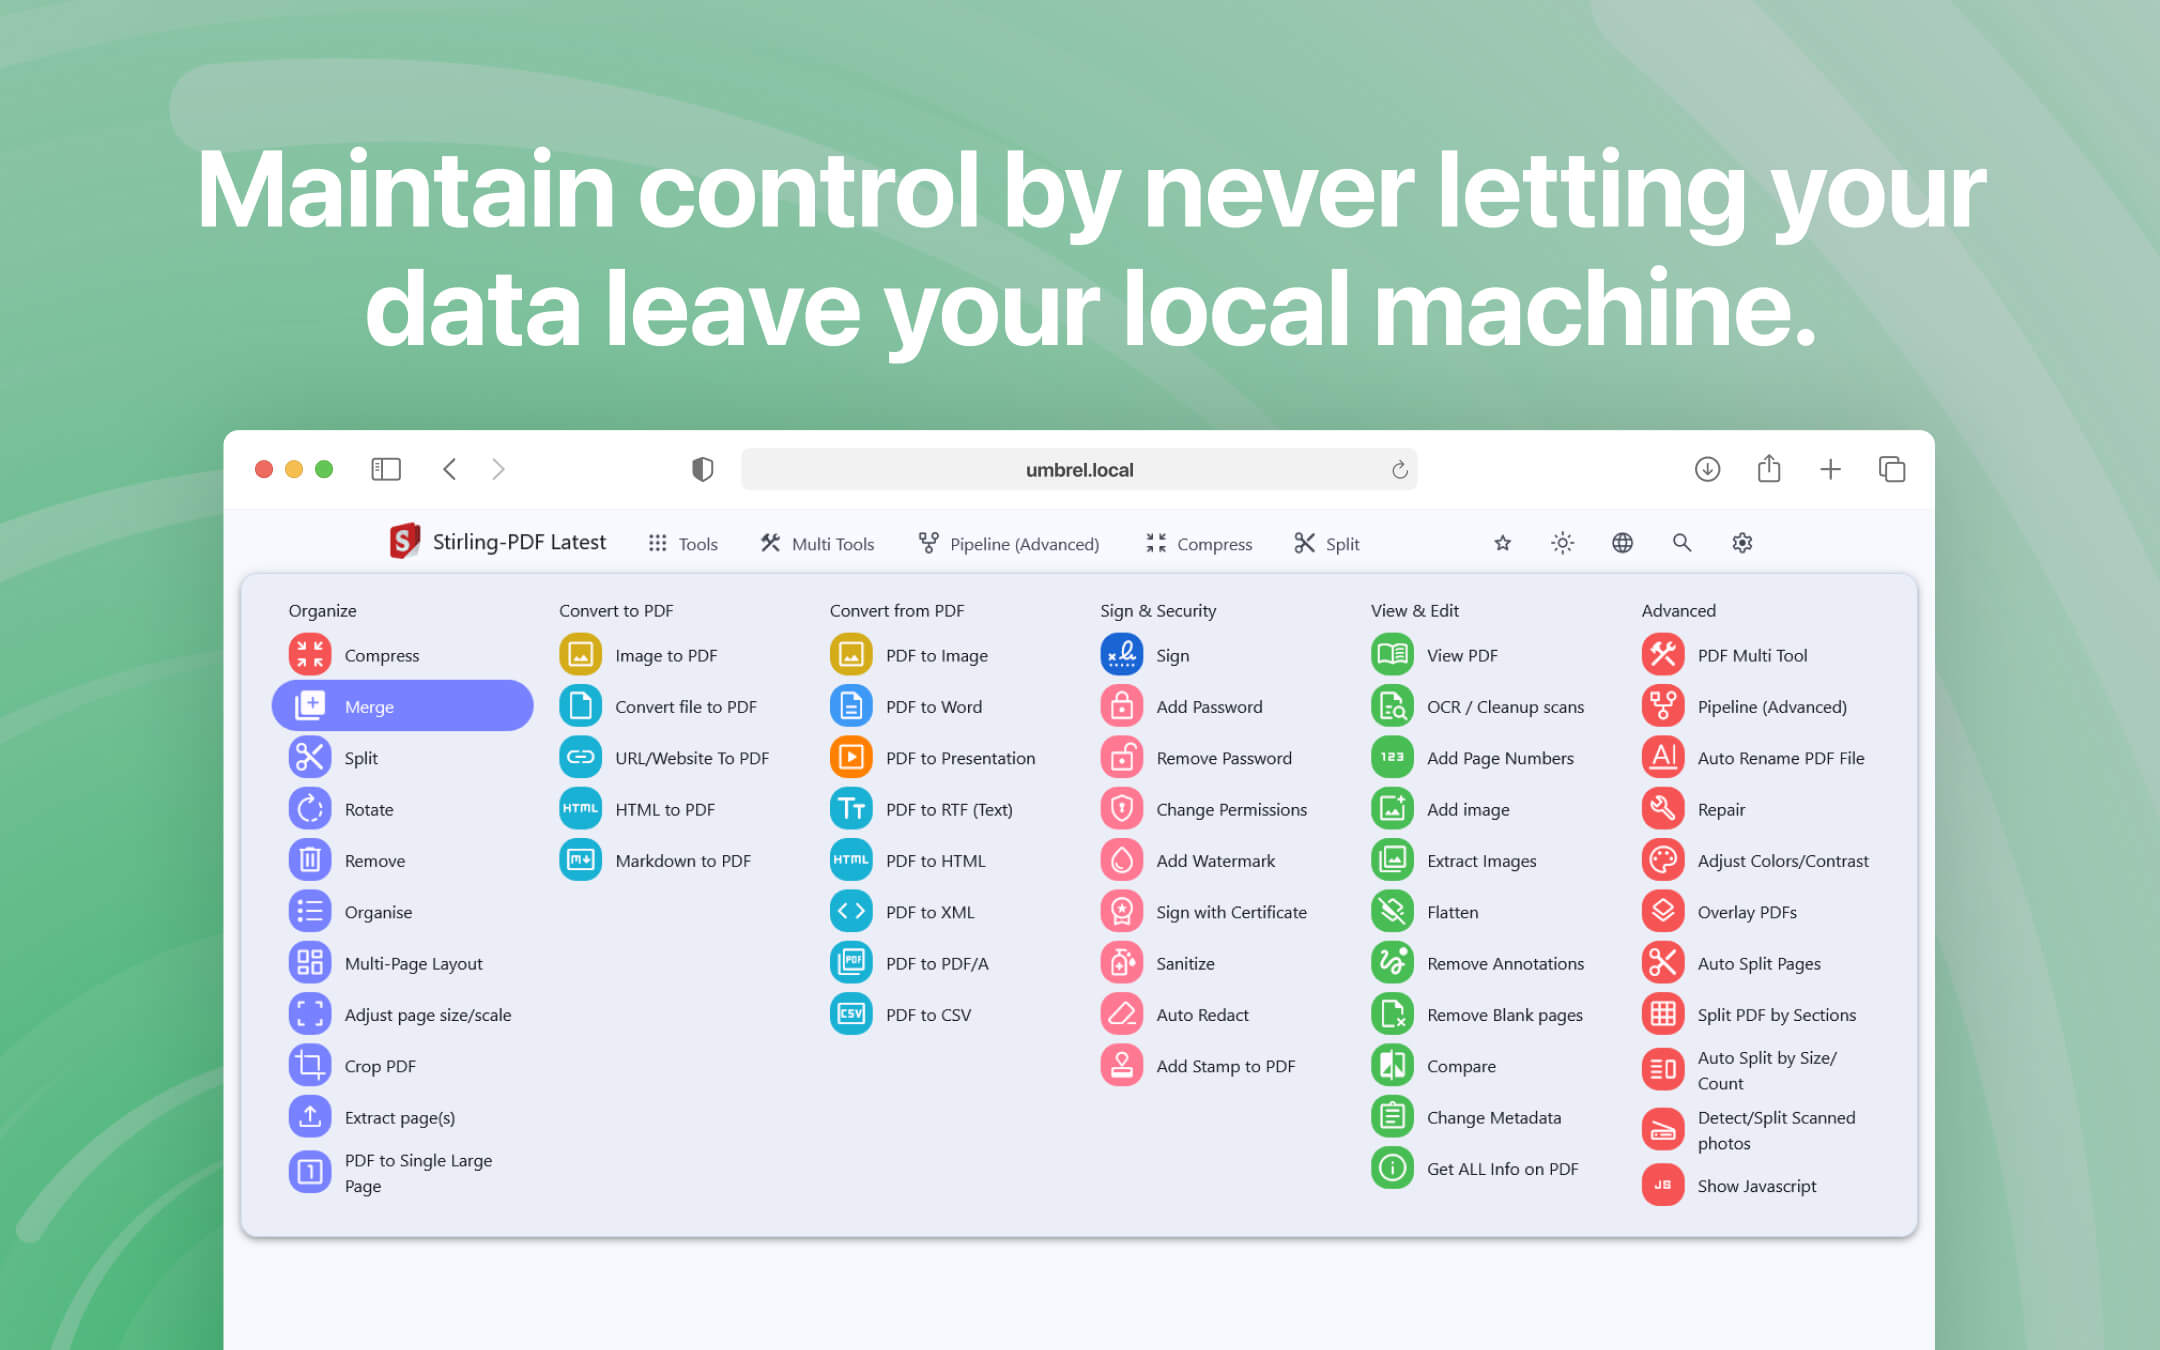 Maintain control by never letting your
data leave your local machine.
umbrel.local
S Stirling-PDF Latest
Tools
Multi Tools
Pipeline (Advanced)
Compress
Split
Organize
Compress
Merge
Split
Rotate
Remove
Organise
Multi-Page Layout
Adjust page size/scale
Crop PDF
Extract page(s)
1 PDF to Single Large
Page
Convert to PDF
Image to PDF
Convert file to PDF
URL/Website To PDF
HTML HTML to PDF
M Markdown to PDF
Convert from PDF
PDF to Image
PDF to Word
PDF to Presentation
TT PDF to RTF (Text)
HTML PDF to HTML
PDF to XML
PDF PDF to PDF/A
CSV PDF to CSV
Sign & Security
Sign
Add Password
Remove Password
Change Permissions
Add Watermark
Sign with Certificate
Sanitize
Auto Redact
Add Stamp to PDF
View & Edit
View PDF
OCR / Cleanup scans
123 Add Page Numbers
Add image
Extract Images
Flatten
Remove Annotations
Remove Blank pages
Compare
Change Metadata
Get ALL Info on PDF
Advanced
PDF Multi Tool
Pipeline (Advanced)
AI Auto Rename PDF File
Repair
Adjust Colors/Contrast
Overlay PDFs
Auto Split Pages
Split PDF by Sections
Auto Split by Size/
Count
Detect/Split Scanned
photos
JS Show Javascript